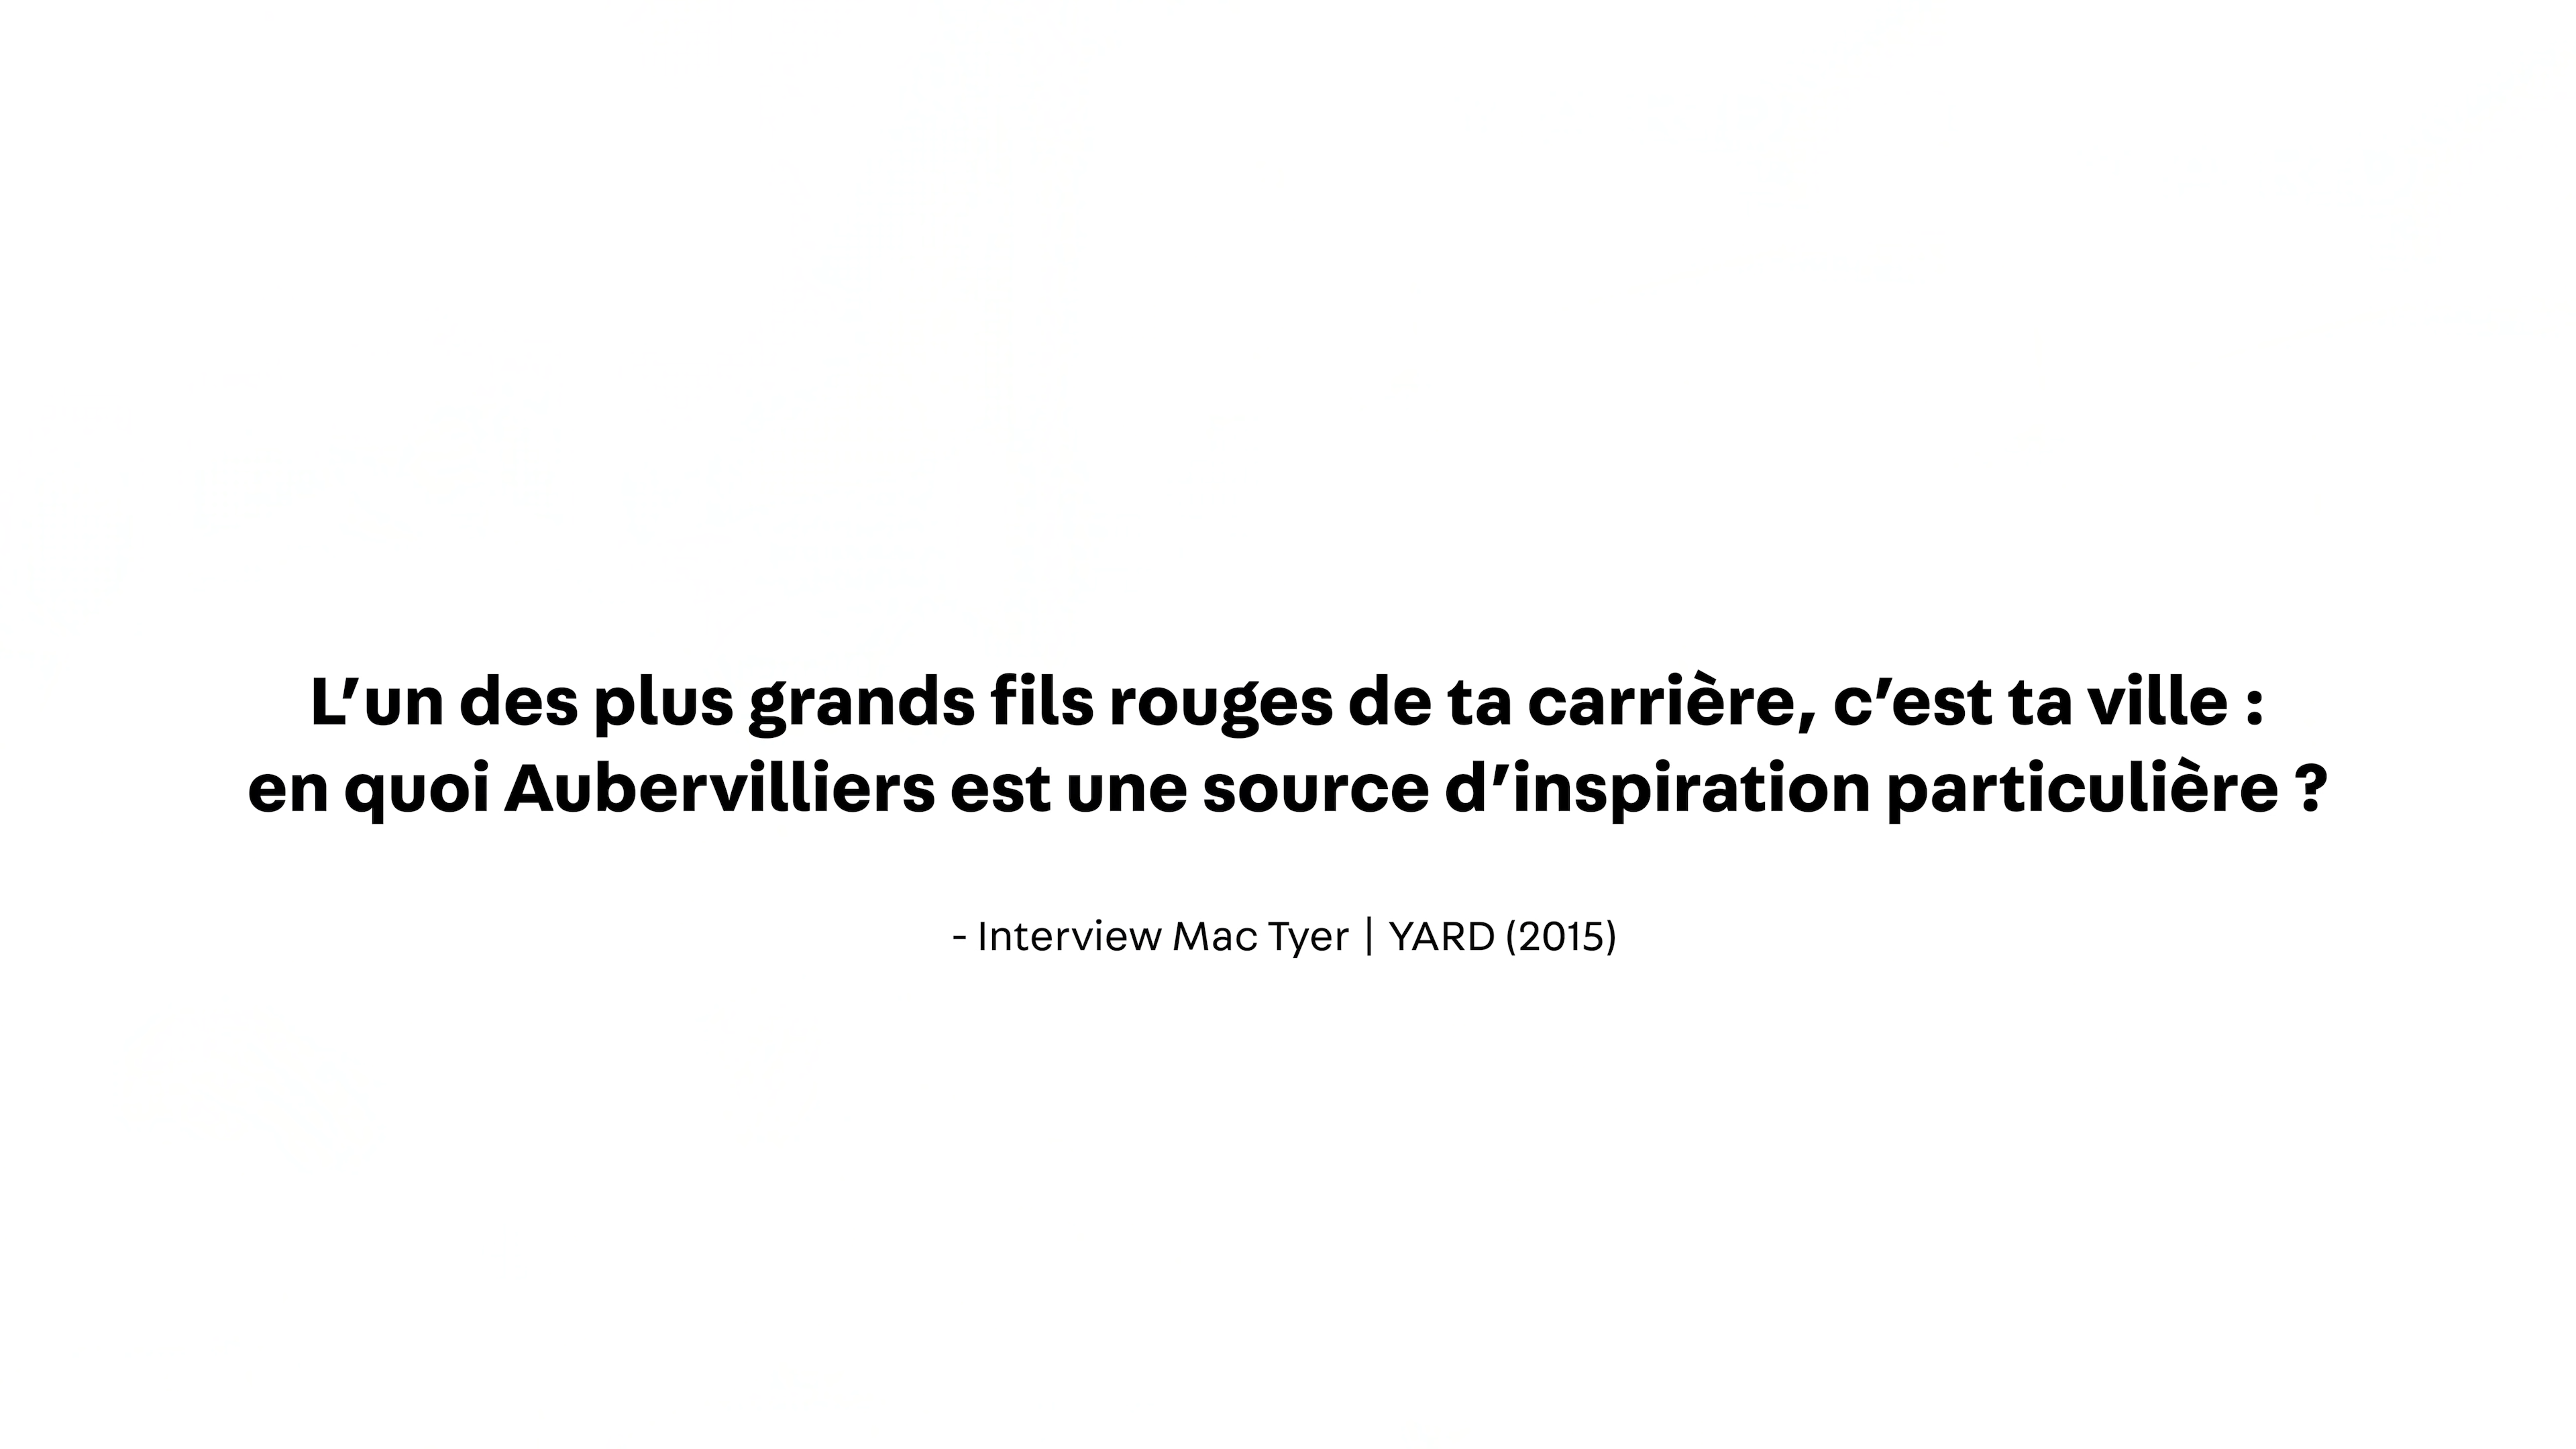 L’un des plus grands fils rouges de ta carrière, c’est ta ville :
en quoi Aubervilliers est une source d’inspiration particulière ?
- Interview Mac Tyer | YARD (2015)